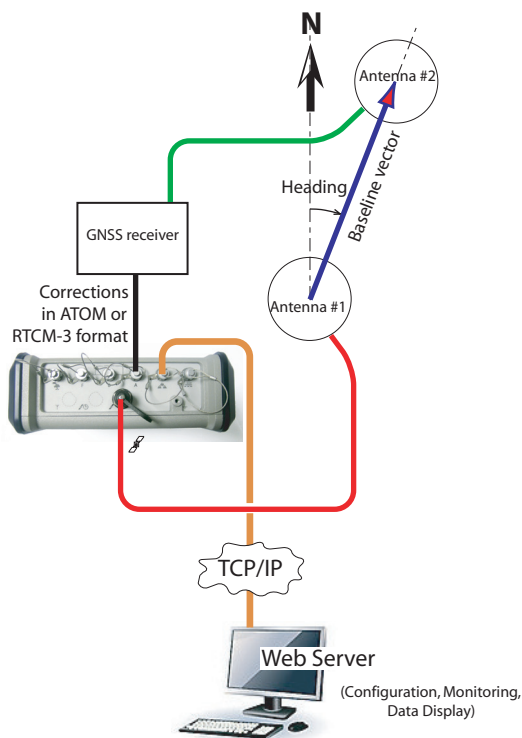 N
Antenna #2
Baseline vector
Heading
GNSS receiver
Antenna #1
Corrections
in ATOM or
RTCM-3 format
TCP/IP
Web Server
(Configuration, Monitoring,
Data Display)